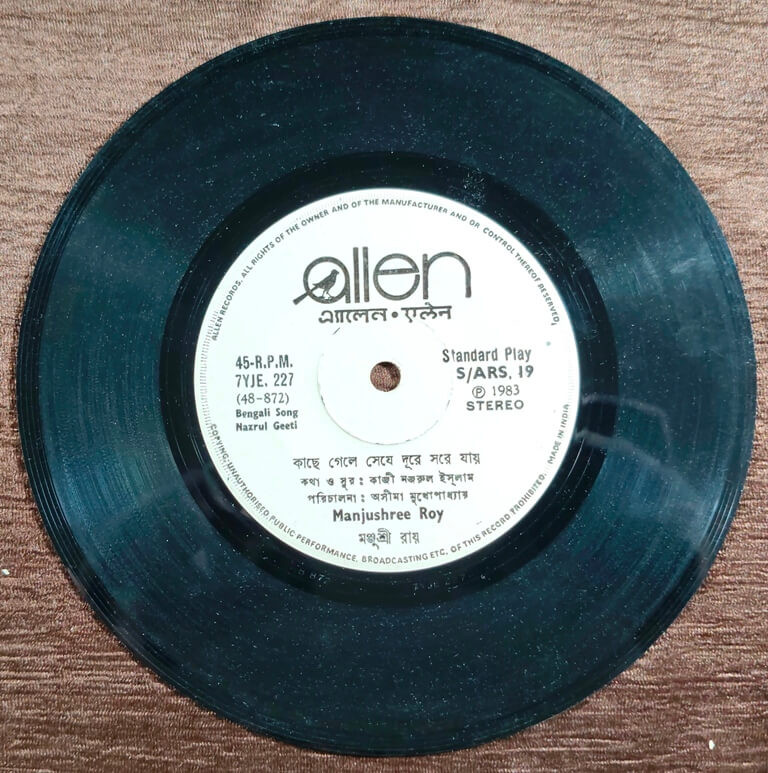 ALLEN RECORDS. ALL RIGHTS OF THE OWNER AND OF THE MANUFACTURER AND OR CONTROL THEREOF RESERVED,
allen
এ্যালেন • एलेन
45-R.P.M.
7YJE. 227
(48-872)
Bengali Song
Nazrul Geeti
Standard Play
S/ARS. 19
Ⓟ 1983
STEREO
কাছে গেলে সেযে দূরে সরে যায়
কথা ও সুর : কাজী নজরুল ইসলাম
পরিচালনা : অসীমা মুখোপাধ্যায়
Manjushree Roy
মঞ্জুশ্রী রায়
COPYING, UNAUTHORISED PUBLIC PERFORMANCE, BROADCASTING ETC. OF THIS RECORD PROHIBITED. MADE IN INDIA